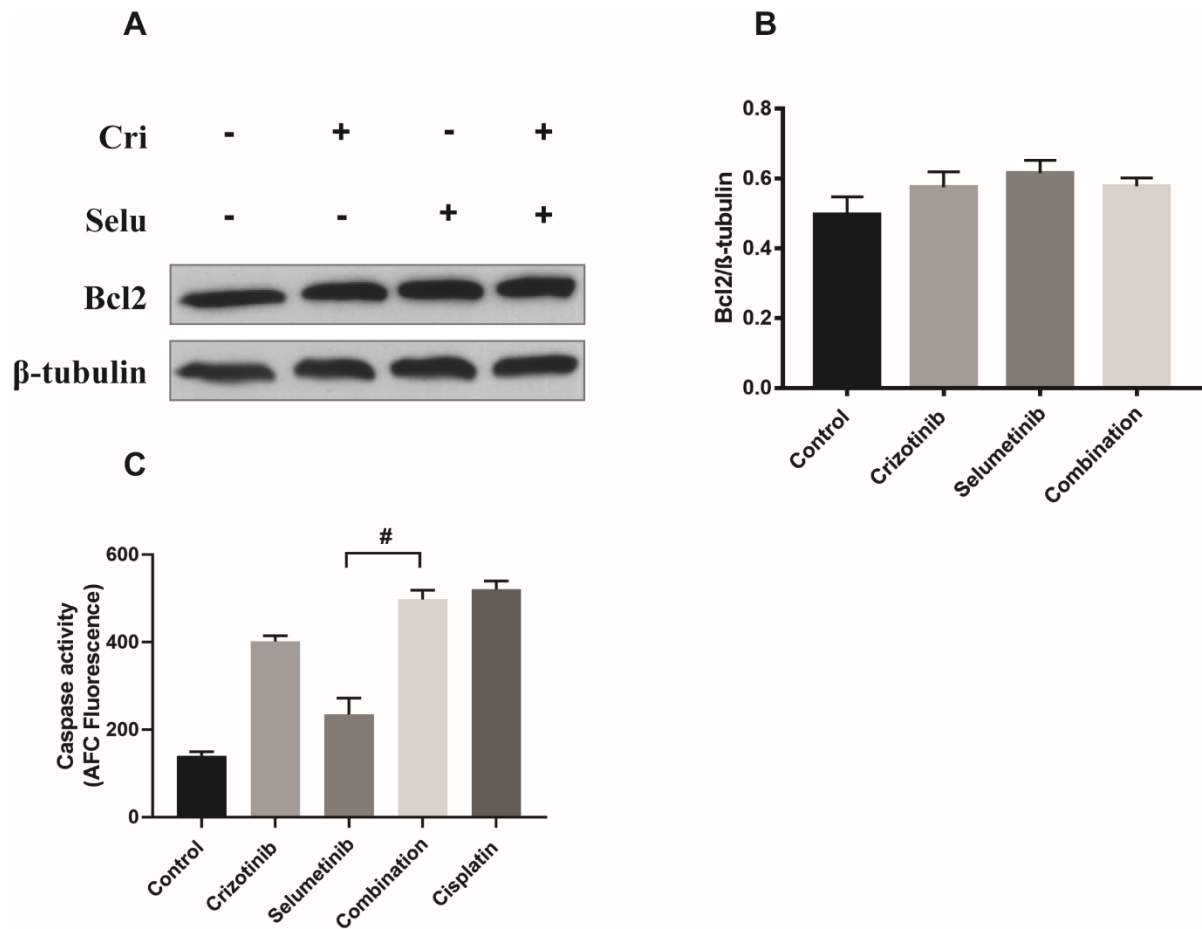 A
Cri - + - +
Selu - - + +
Bcl2
β-tubulin
B
Bcl2/ß-tubulin
0.8
0.6
0.4
0.2
0.0
Control
Crizotinib
Selumetinib
Combination
C
Caspase activity
(AFC Fluorescence)
600
400
200
0
#
Control
Crizotinib
Selumetinib
Combination
Cisplatin